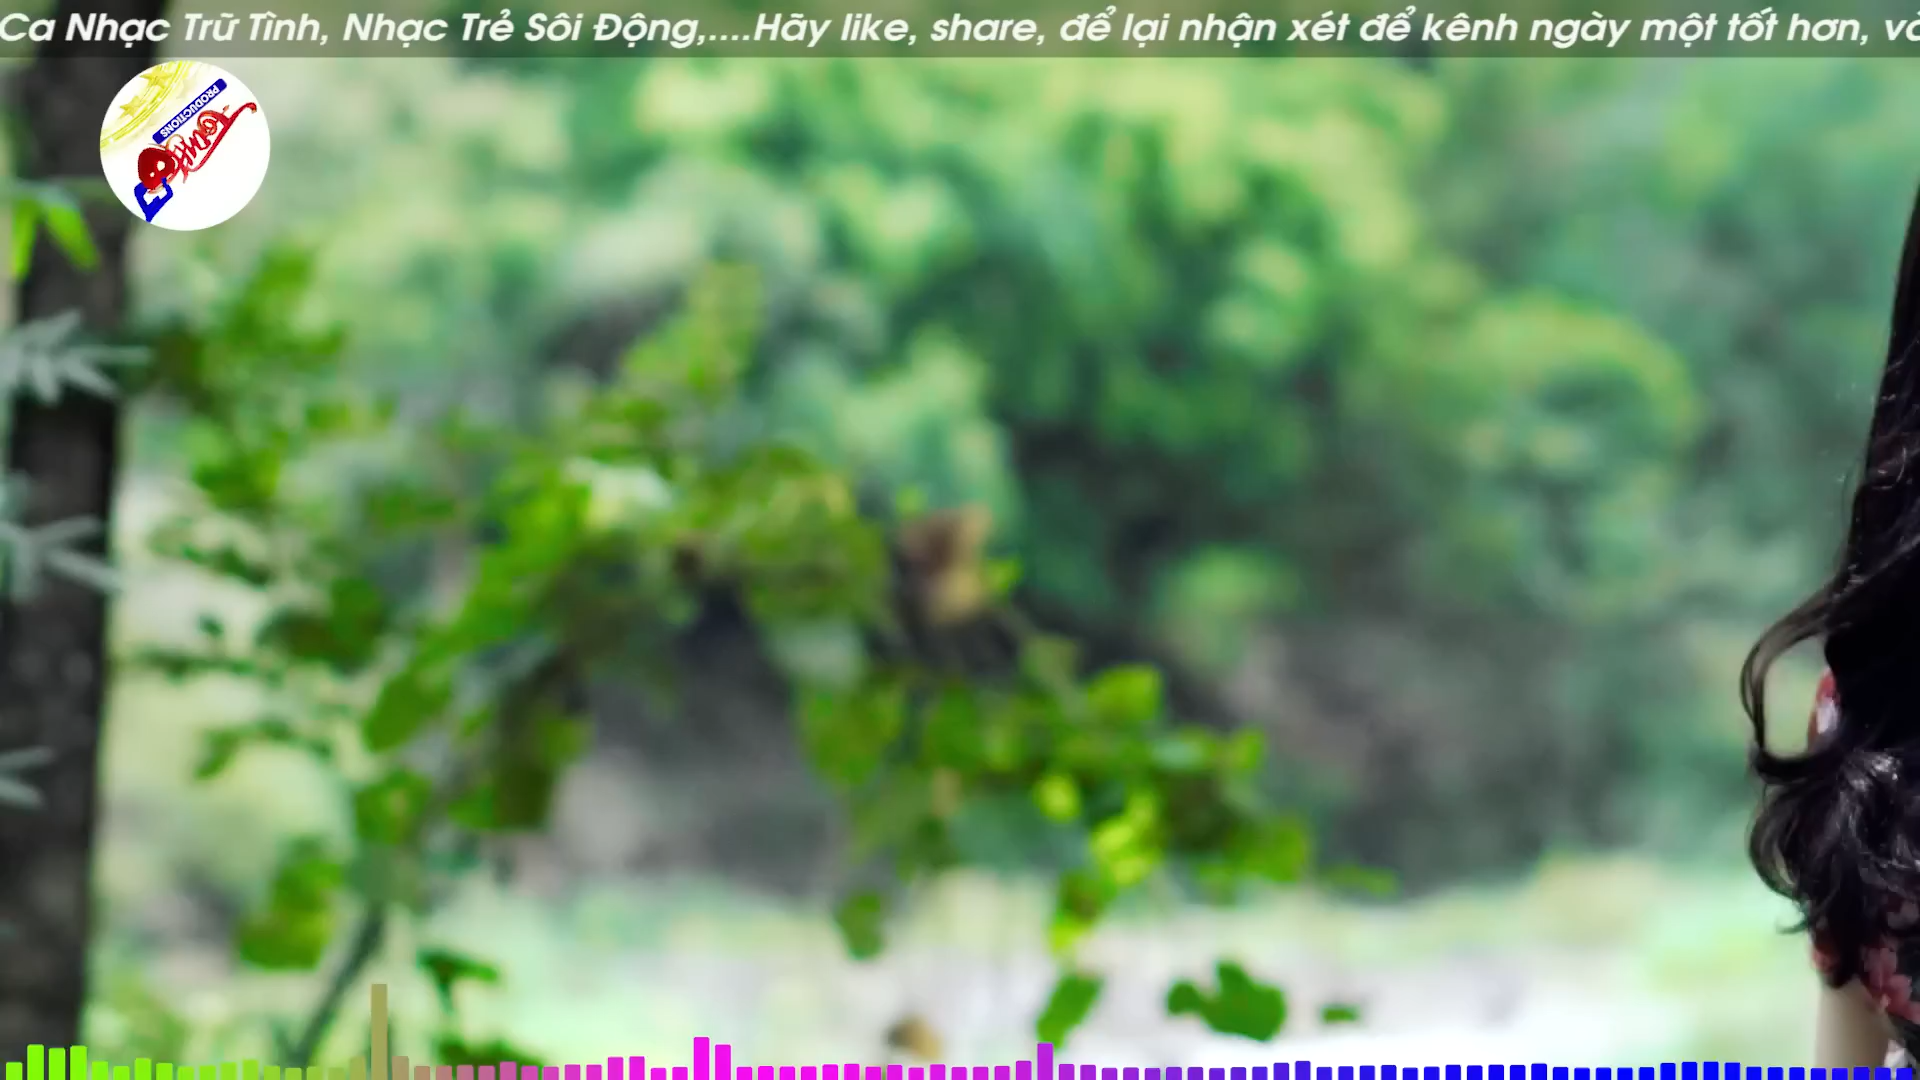 Ca Nhạc Trữ Tình, Nhạc Trẻ Sôi Động,....Hãy like, share, để lại nhận xét để kênh ngày một tốt hơn, và
PRODUCTIONS